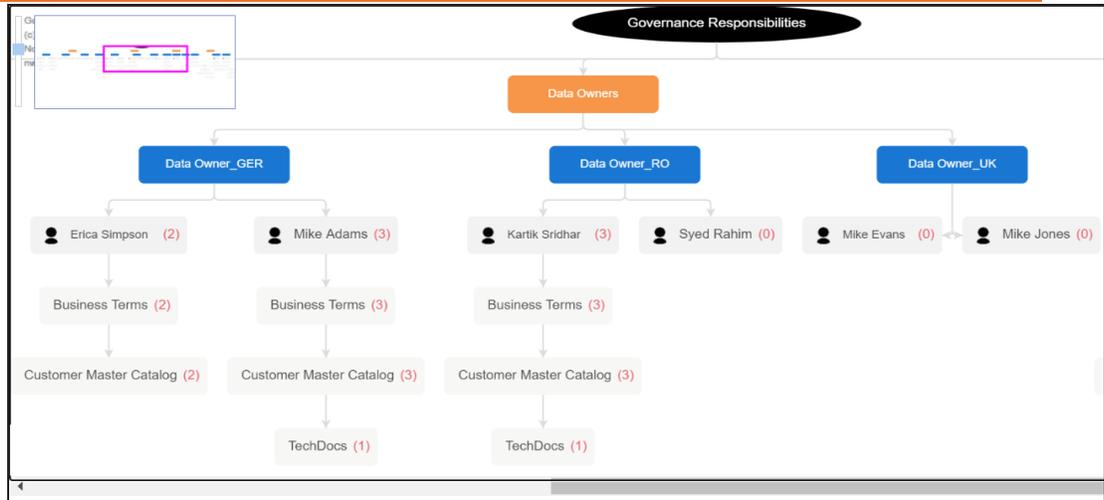 Governance Responsibilities
Data Owners
Data Owner_GER
Data Owner_RO
Data Owner_UK
Erica Simpson (2)
Mike Adams (3)
Kartik Sridhar (3)
Syed Rahim (0)
Mike Evans (0)
Mike Jones (0)
Business Terms (2)
Business Terms (3)
Business Terms (3)
Customer Master Catalog (2)
Customer Master Catalog (3)
Customer Master Catalog (3)
TechDocs (1)
TechDocs (1)